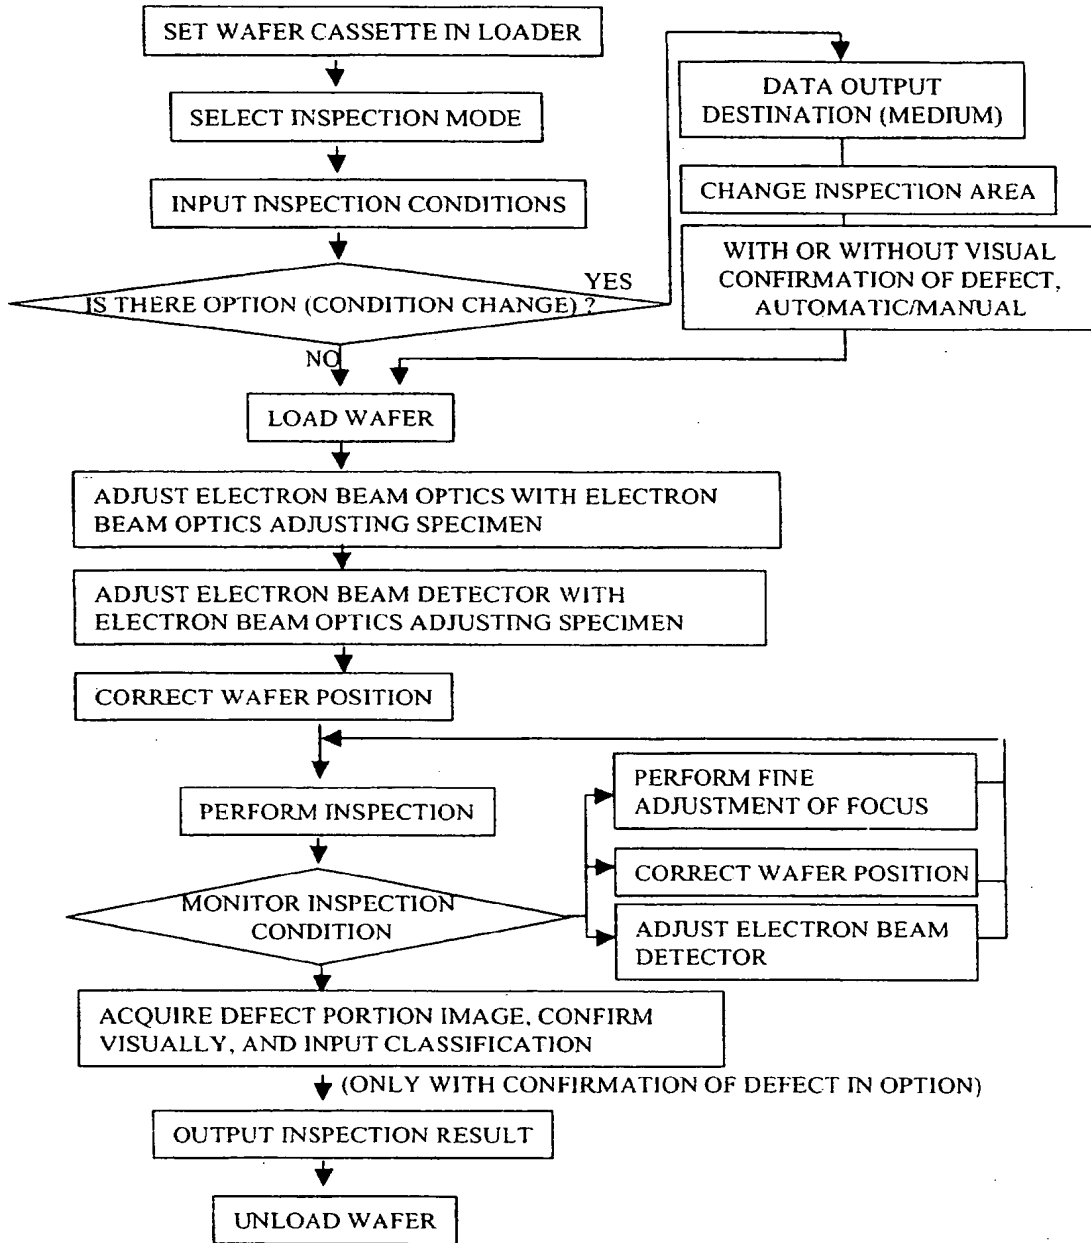 SET WAFER CASSETTE IN LOADER
SELECT INSPECTION MODE
INPUT INSPECTION CONDITIONS
IS THERE OPTION (CONDITION CHANGE) ?
YES
NO
DATA OUTPUT
DESTINATION (MEDIUM)
CHANGE INSPECTION AREA
WITH OR WITHOUT VISUAL
CONFIRMATION OF DEFECT,
AUTOMATIC/MANUAL
LOAD WAFER
ADJUST ELECTRON BEAM OPTICS WITH ELECTRON
BEAM OPTICS ADJUSTING SPECIMEN
ADJUST ELECTRON BEAM DETECTOR WITH
ELECTRON BEAM OPTICS ADJUSTING SPECIMEN
CORRECT WAFER POSITION
PERFORM INSPECTION
MONITOR INSPECTION
CONDITION
PERFORM FINE
ADJUSTMENT OF FOCUS
CORRECT WAFER POSITION
ADJUST ELECTRON BEAM
DETECTOR
ACQUIRE DEFECT PORTION IMAGE, CONFIRM
VISUALLY, AND INPUT CLASSIFICATION
(ONLY WITH CONFIRMATION OF DEFECT IN OPTION)
OUTPUT INSPECTION RESULT
UNLOAD WAFER